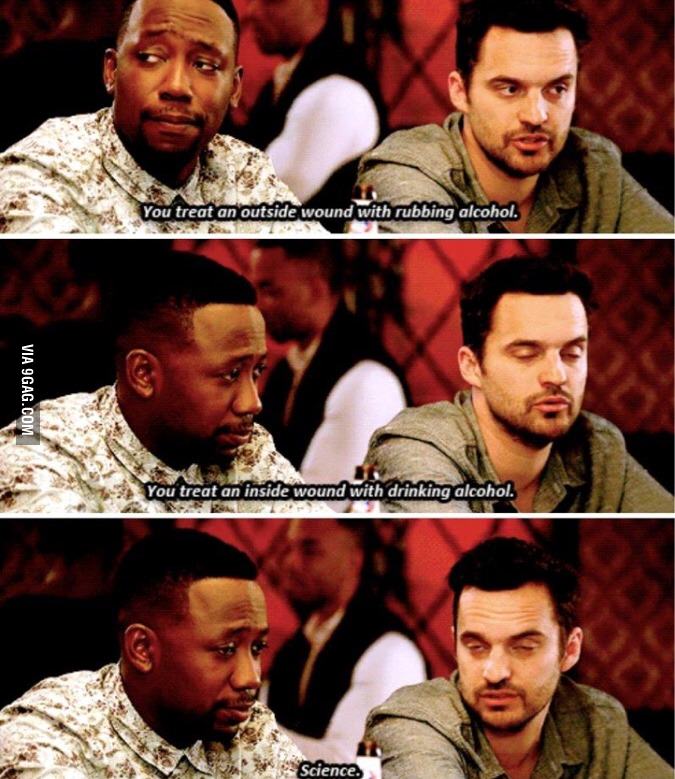 You treat an outside wound with rubbing alcohol.
VIA 9GAG.COM
You treat an inside wound with drinking alcohol.
Science.